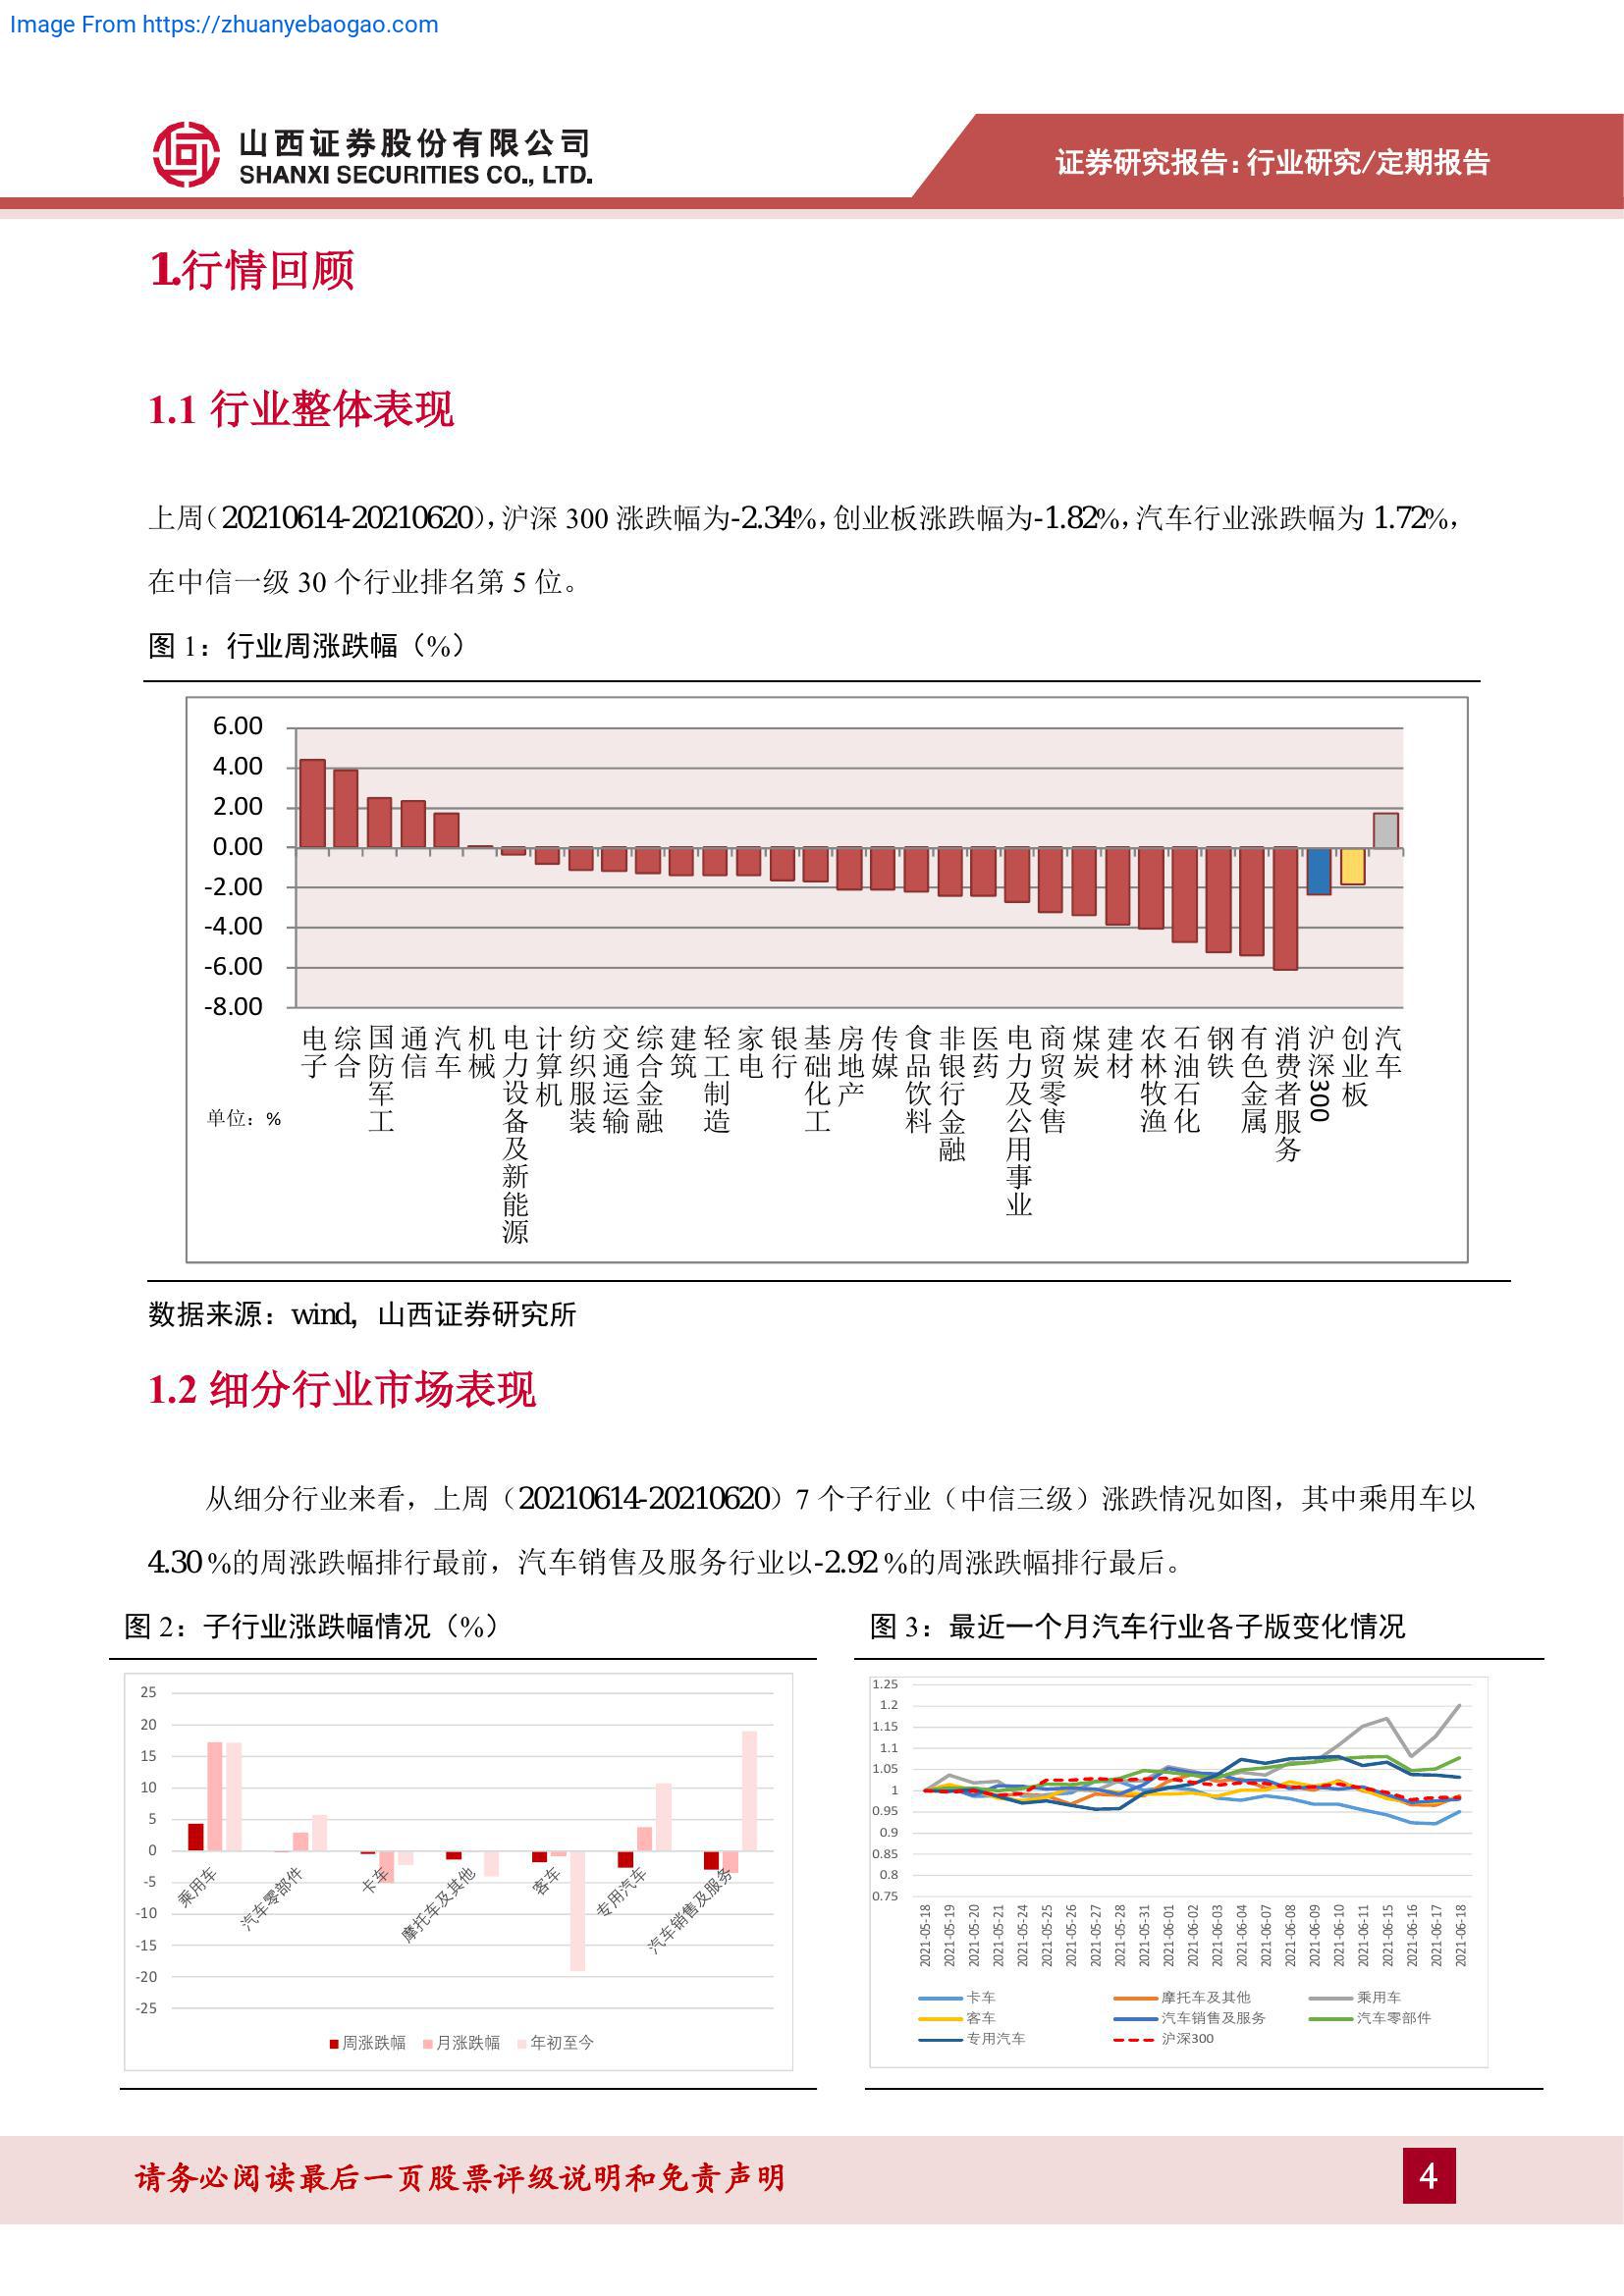 Image From https://zhuanyebaogao.com
山西证券股份有限公司
SHANXI SECURITIES CO., LTD.
证券研究报告：行业研究/定期报告
1.行情回顾
1.1 行业整体表现
上周（20210614-20210620），沪深 300 涨跌幅为-2.34%，创业板涨跌幅为-1.82%，汽车行业涨跌幅为 1.72%，
在中信一级 30 个行业排名第 5 位。
图 1：行业周涨跌幅（%）
6.00
4.00
2.00
0.00
-2.00
-4.00
-6.00
-8.00
电子
综合
国防军工
通信
汽车
机械
电力设备及新能源
计算机
纺织服装
交通运输
综合金融
建筑
轻工制造
家电
银行
基础化工
房地产
传媒
食品饮料
非银行金融
医药
电力及公用事业
商贸零售
煤炭
建材
农林牧渔
石油石化
钢铁
有色金属
消费者服务
沪深300
创业板
汽车
单位：%
数据来源：wind，山西证券研究所
1.2 细分行业市场表现
从细分行业来看，上周（20210614-20210620）7 个子行业（中信三级）涨跌情况如图，其中乘用车以
4.30 %的周涨跌幅排行最前，汽车销售及服务行业以-2.92 %的周涨跌幅排行最后。
图 2：子行业涨跌幅情况（%）
25
20
15
10
5
0
-5
-10
-15
-20
-25
乘用车
汽车零部件
卡车
摩托车及其他
客车
专用汽车
汽车销售及服务
周涨跌幅 月涨跌幅 年初至今
图 3：最近一个月汽车行业各子版变化情况
1.25
1.2
1.15
1.1
1.05
1
0.95
0.9
0.85
0.8
0.75
2021-05-18
2021-05-19
2021-05-20
2021-05-21
2021-05-24
2021-05-25
2021-05-26
2021-05-27
2021-05-28
2021-05-31
2021-06-01
2021-06-02
2021-06-03
2021-06-04
2021-06-07
2021-06-08
2021-06-09
2021-06-10
2021-06-11
2021-06-15
2021-06-16
2021-06-17
2021-06-18
卡车 摩托车及其他 乘用车
客车 汽车销售及服务 汽车零部件
专用汽车 沪深300
请务必阅读最后一页股票评级说明和免责声明
4